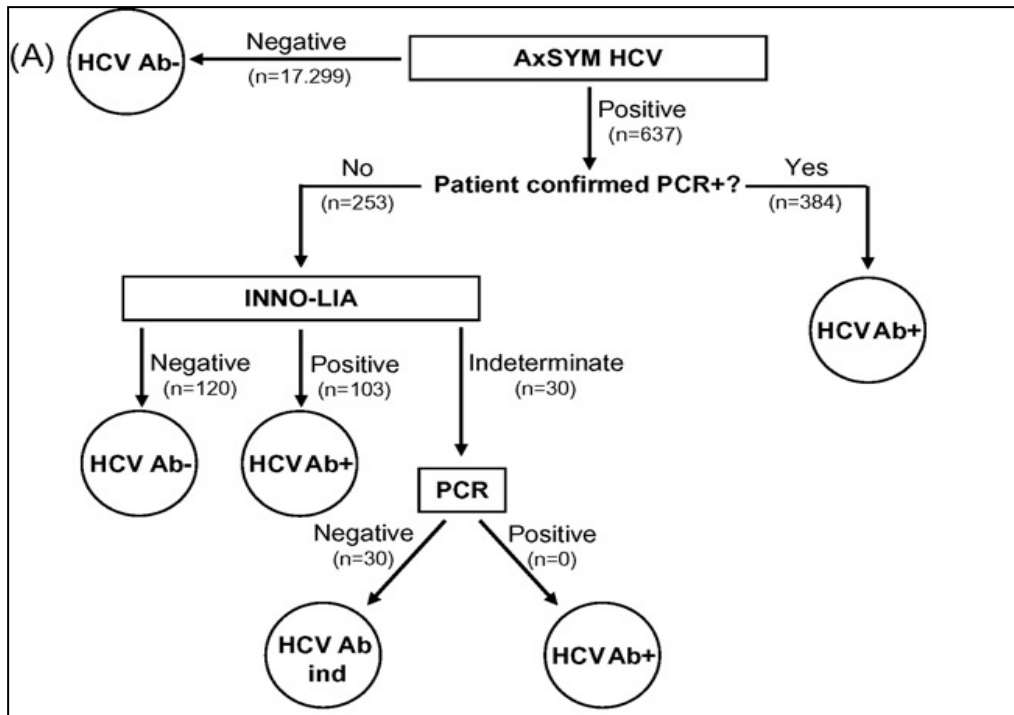 (A)
HCV Ab-
Negative
(n=17.299)
AxSYM HCV
Positive
(n=637)
No
(n=253)
Patient confirmed PCR+?
Yes
(n=384)
INNO-LIA
HCV Ab+
Negative
(n=120)
Positive
(n=103)
Indeterminate
(n=30)
HCV Ab-
HCV Ab+
PCR
Negative
(n=30)
Positive
(n=0)
HCV Ab
ind
HCV Ab+